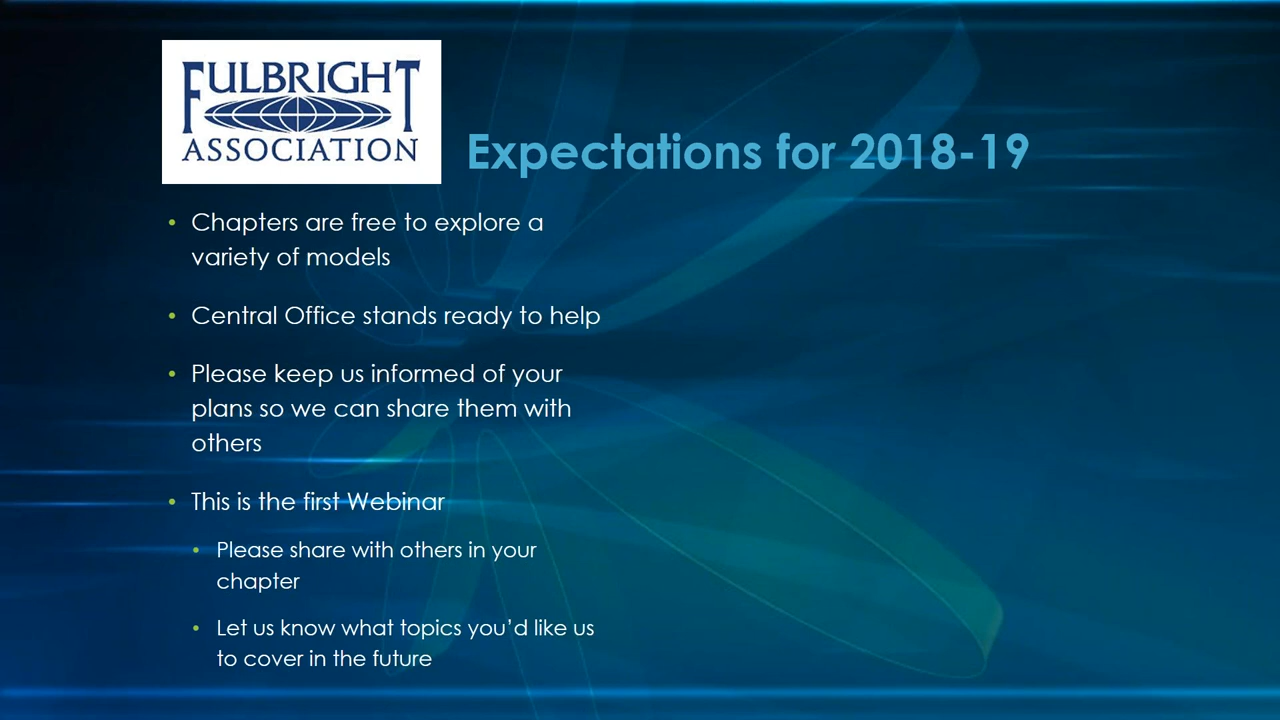 FULBRIGHT
ASSOCIATION
Expectations for 2018-19
• Chapters are free to explore a
variety of models
• Central Office stands ready to help
• Please keep us informed of your
plans so we can share them with
others
• This is the first Webinar
• Please share with others in your
chapter
• Let us know what topics you’d like us
to cover in the future